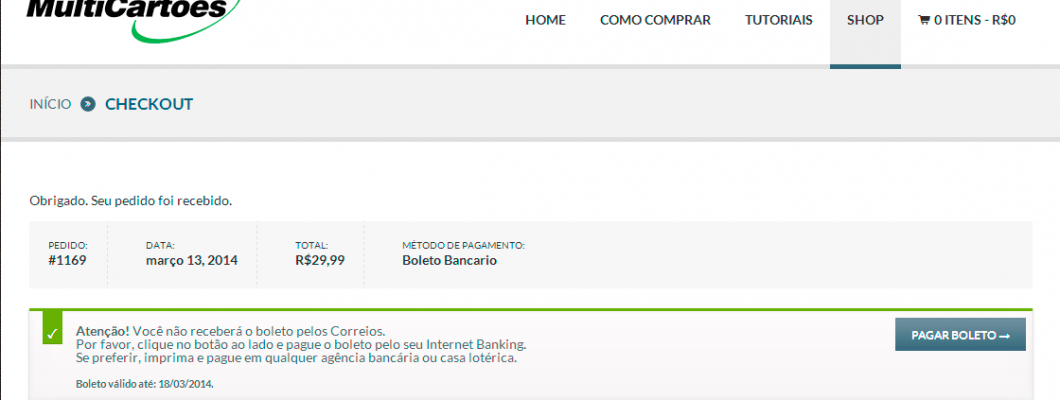 MultiCartões
HOME COMO COMPRAR TUTORIAIS SHOP 0 ITENS - R$0
INÍCIO CHECKOUT
Obrigado. Seu pedido foi recebido.
PEDIDO: DATA: TOTAL: MÉTODO DE PAGAMENTO:
#1169 março 13, 2014 R$29,99 Boleto Bancario
Atenção! Você não receberá o boleto pelos Correios.
Por favor, clique no botão ao lado e pague o boleto pelo seu Internet Banking.
Se preferir, imprima e pague em qualquer agência bancária ou casa lotérica.
PAGAR BOLETO →
Boleto válido até: 18/03/2014.